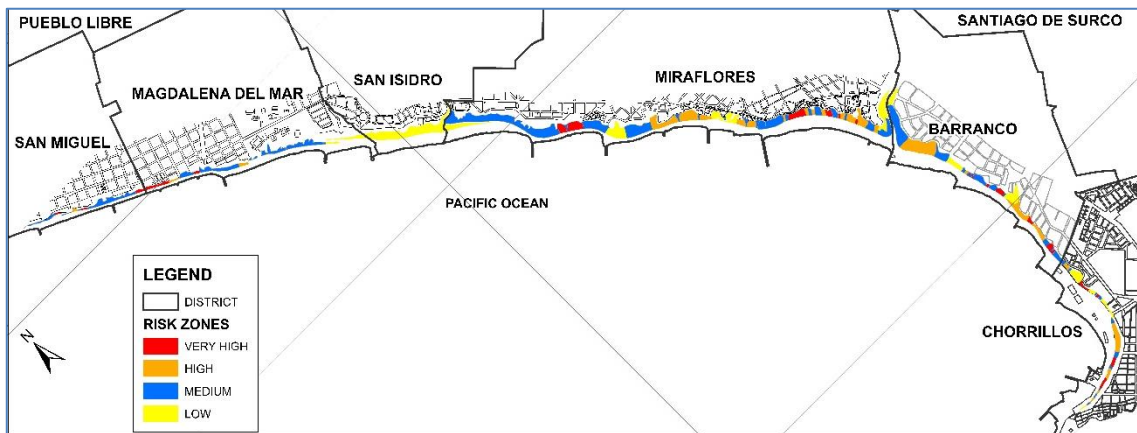 PUEBLO LIBRE
SANTIAGO DE SURCO
SAN ISIDRO
MIRAFLORES
MAGDALENA DEL MAR
BARRANCO
SAN MIGUEL
PACIFIC OCEAN
CHORRILLOS
N
LEGEND
DISTRICT
RISK ZONES
VERY HIGH
HIGH
MEDIUM
LOW